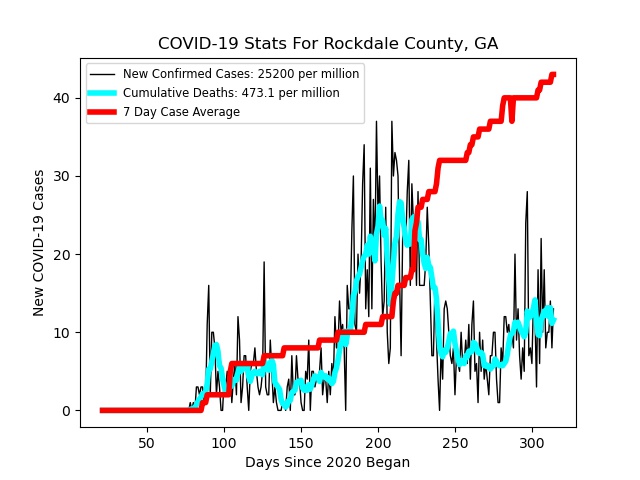 COVID-19 Stats For Rockdale County, GA
New Confirmed Cases: 25200 per million
Cumulative Deaths: 473.1 per million
7 Day Case Average
40
30
20
10
0
New COVID-19 Cases
50 100 150 200 250 300
Days Since 2020 Began